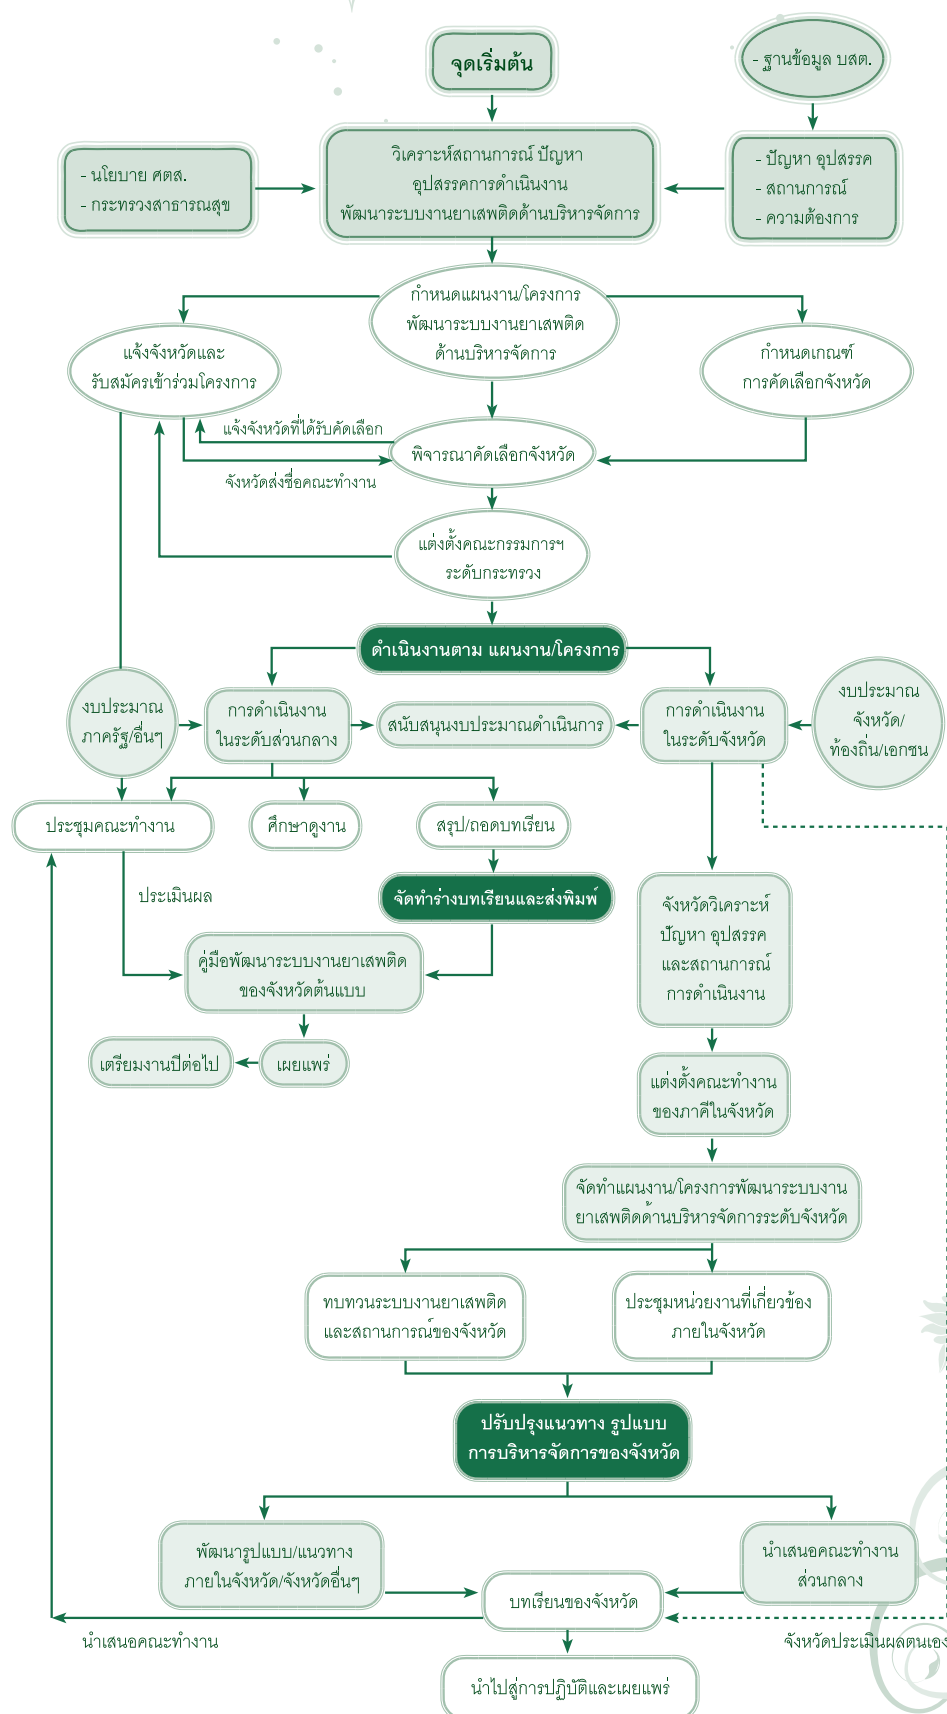 จุดเริ่มต้น
- ฐานข้อมูล บสต.
- นโยบาย ศตส.
- กระทรวงสาธารณสุข
วิเคราะห์สถานการณ์ ปัญหา
อุปสรรคการดำเนินงาน
พัฒนาระบบงานยาเสพติดด้านบริหารจัดการ
- ปัญหา อุปสรรค
- สถานการณ์
- ความต้องการ
กำหนดแผนงาน/โครงการ
พัฒนาระบบงานยาเสพติด
ด้านบริหารจัดการ
แจ้งจังหวัดและ
รับสมัครเข้าร่วมโครงการ
กำหนดเกณฑ์
การคัดเลือกจังหวัด
แจ้งจังหวัดที่ได้รับคัดเลือก
พิจารณาคัดเลือกจังหวัด
จังหวัดส่งชื่อคณะทำงาน
แต่งตั้งคณะกรรมการฯ
ระดับกระทรวง
ดำเนินงานตาม แผนงาน/โครงการ
งบประมาณ
ภาครัฐ/อื่นๆ
การดำเนินงาน
ในระดับส่วนกลาง
สนับสนุนงบประมาณดำเนินการ
การดำเนินงาน
ในระดับจังหวัด
งบประมาณ
จังหวัด/
ท้องถิ่น/เอกชน
ประชุมคณะทำงาน
ศึกษาดูงาน
สรุป/ถอดบทเรียน
ประเมินผล
จัดทำร่างบทเรียนและส่งพิมพ์
จังหวัดวิเคราะห์
ปัญหา อุปสรรค
และสถานการณ์
การดำเนินงาน
คู่มือพัฒนาระบบงานยาเสพติด
ของจังหวัดต้นแบบ
เตรียมงานปีต่อไป
เผยแพร่
แต่งตั้งคณะทำงาน
ของภาคีในจังหวัด
จัดทำแผนงาน/โครงการพัฒนาระบบงาน
ยาเสพติดด้านบริหารจัดการระดับจังหวัด
ทบทวนระบบงานยาเสพติด
และสถานการณ์ของจังหวัด
ประชุมหน่วยงานที่เกี่ยวข้อง
ภายในจังหวัด
ปรับปรุงแนวทาง รูปแบบ
การบริหารจัดการของจังหวัด
พัฒนารูปแบบ/แนวทาง
ภายในจังหวัด/จังหวัดอื่นๆ
นำเสนอคณะทำงาน
ส่วนกลาง
บทเรียนของจังหวัด
นำเสนอคณะทำงาน
จังหวัดประเมินผลตนเอง
นำไปสู่การปฏิบัติและเผยแพร่